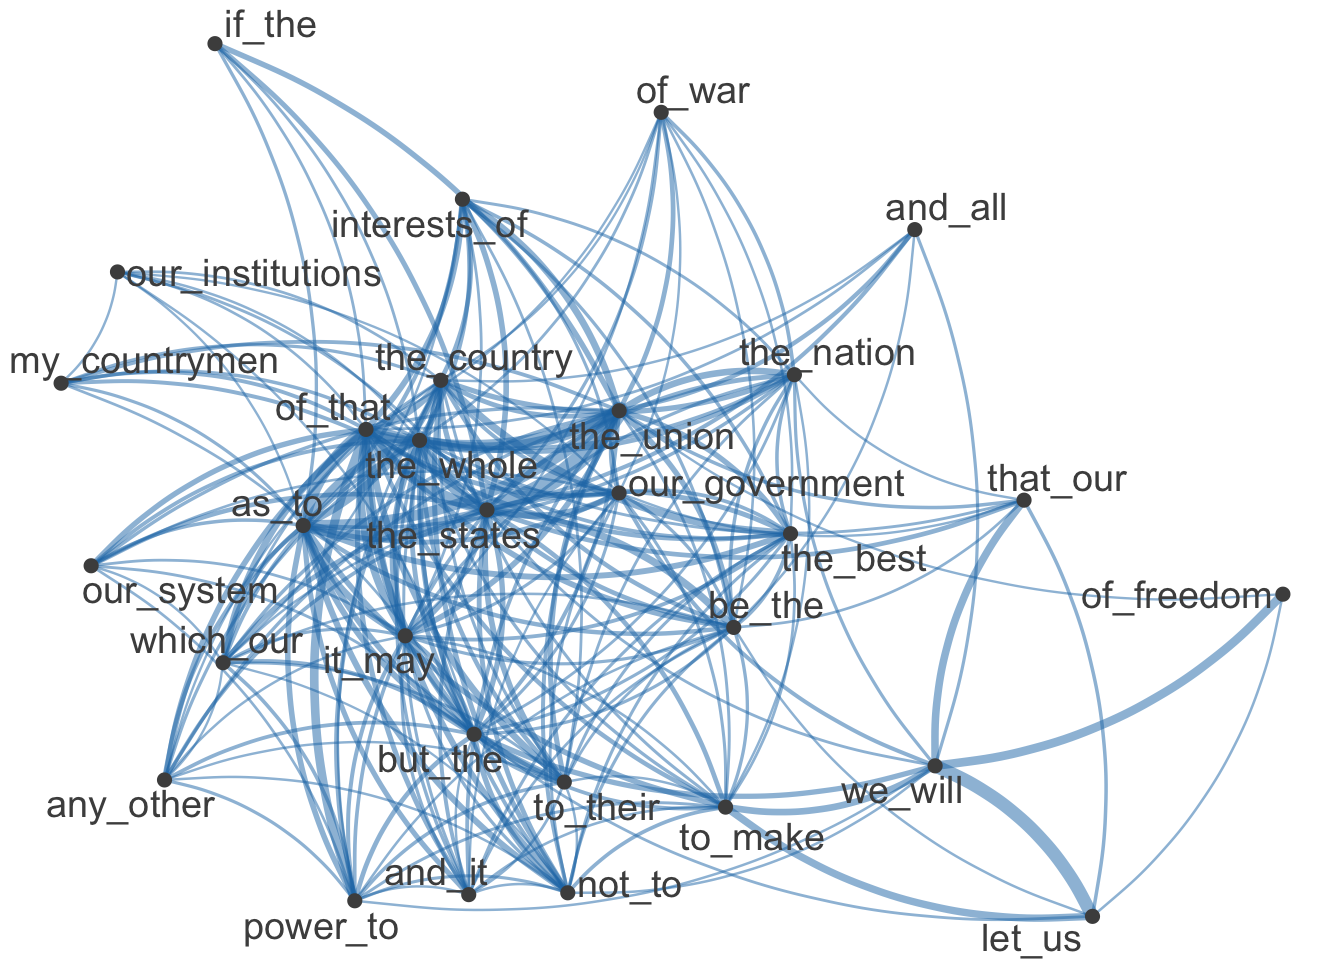 if_the
of_war
and_all
interests_of
our_institutions
my_countrymen
the_country
the_nation
of_that
the_union
the_whole
our_government
that_our
as_to
the_states
the_best
our_system
of_freedom
be_the
which_our
it_may
but_the
any_other
to_their
we_will
to_make
and_it
not_to
power_to
let_us